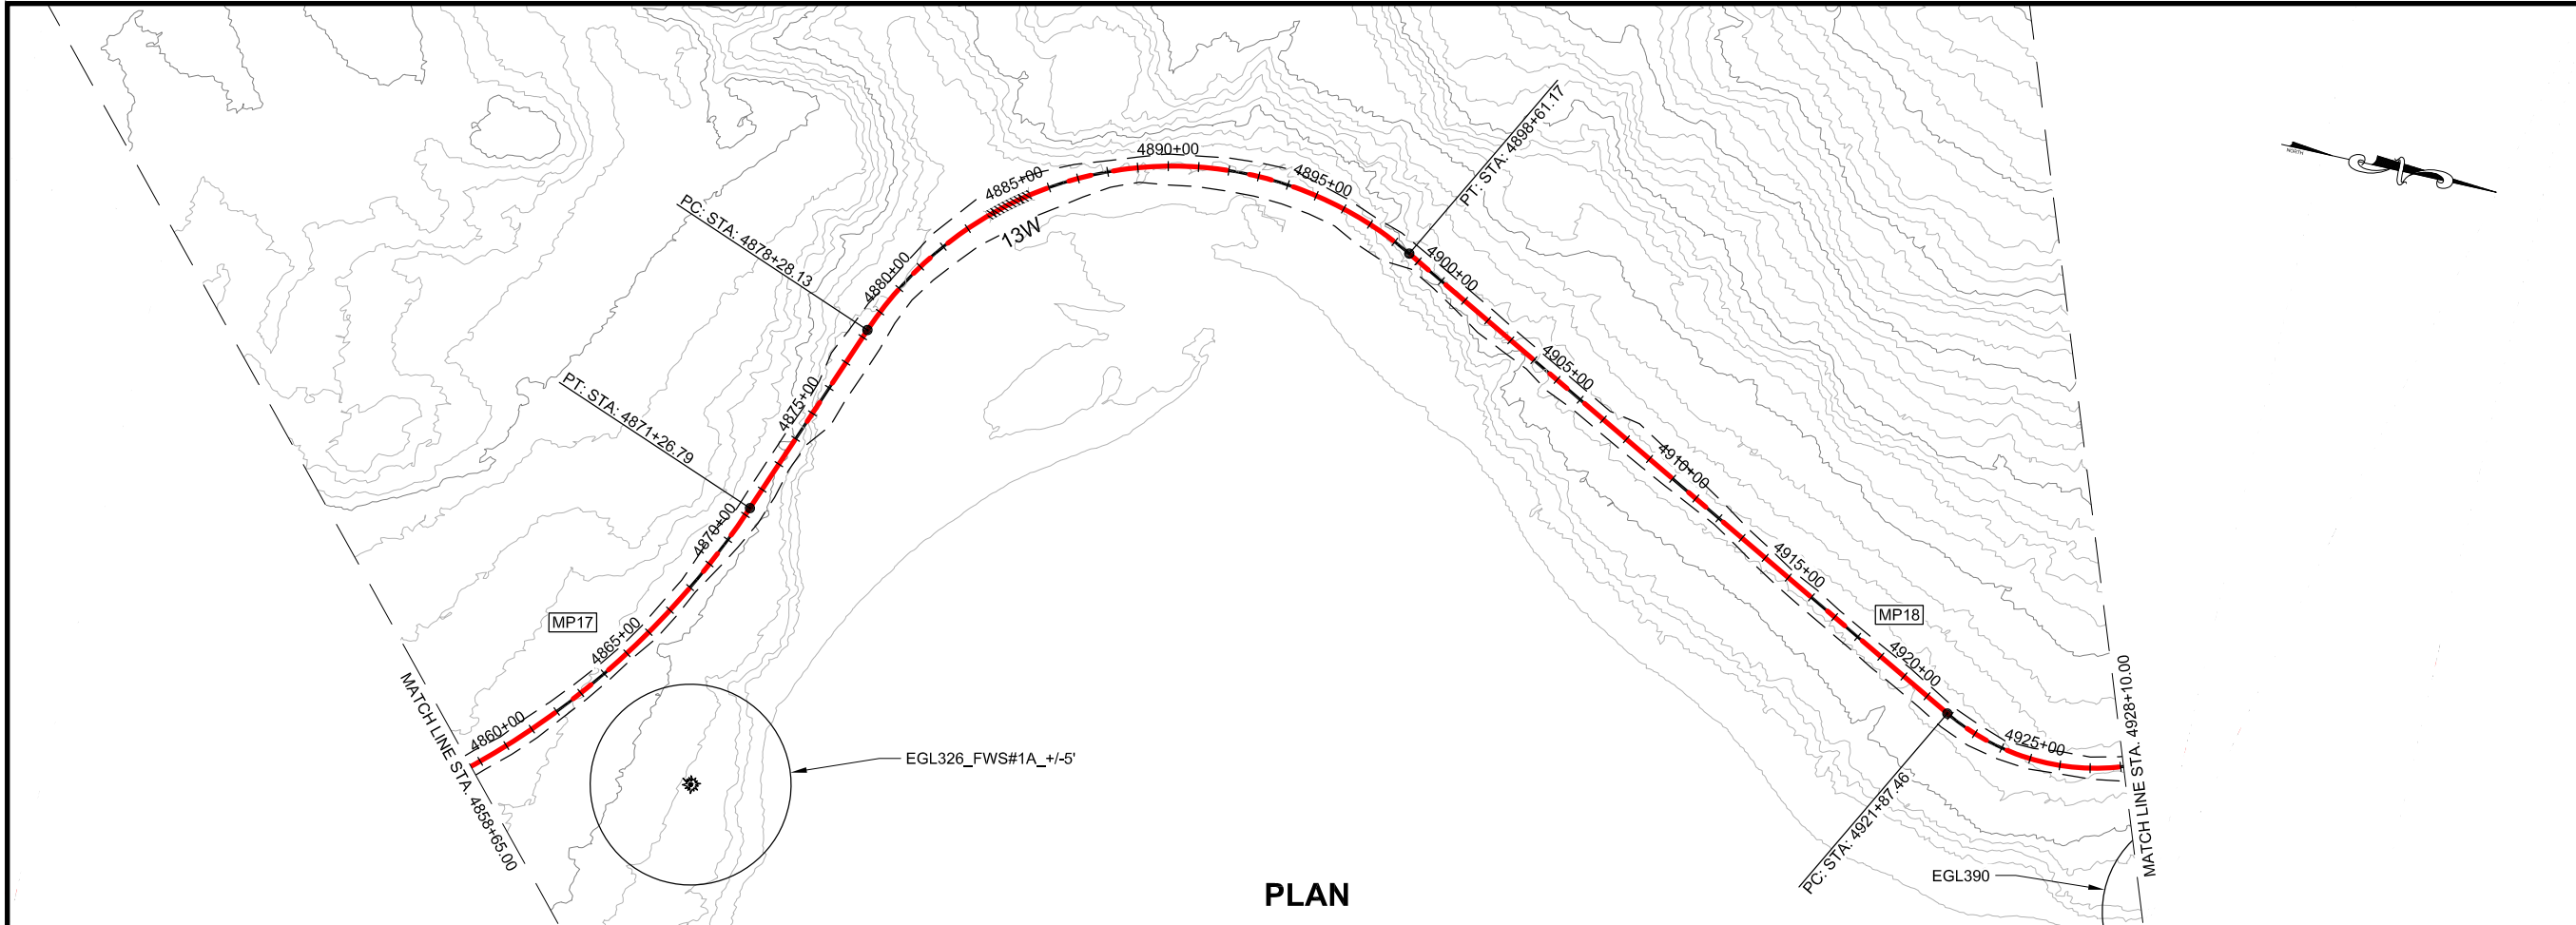 4890+00
4885+00
4895+00
PT: STA: 4898+61.17
NORTH
PC: STA: 4878+28.13
13W
4880+00
4900+00
4875+00
4905+00
PT: STA: 4871+26.79
4870+00
4910+00
4915+00
MP17
MP18
4865+00
4920+00
4860+00
4925+00
MATCH LINE STA. 4858+65.00
MATCH LINE STA. 4928+10.00
EGL326_FWS#1A_+/-5'
PC: STA: 4921+87.46
EGL390
PLAN